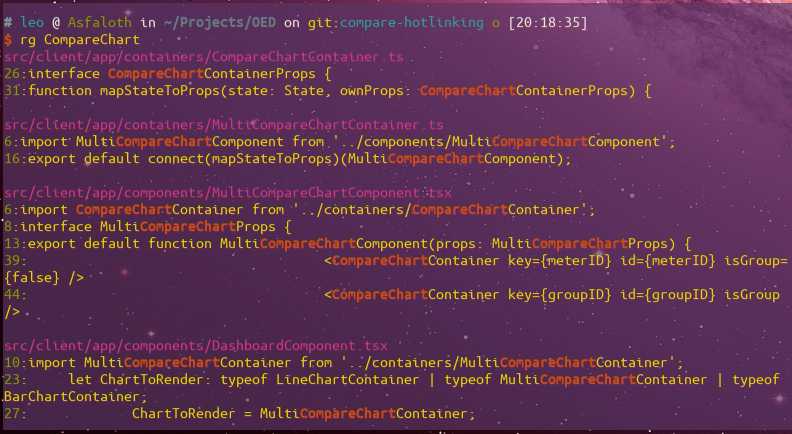 # leo @ Asfaloth in ~/Projects/OED on git:compare-hotlinking o [20:18:35]
$ rg CompareChart
src/client/app/containers/CompareChartContainer.ts
26:interface CompareChartContainerProps {
31:function mapStateToProps(state: State, ownProps: CompareChartContainerProps) {
src/client/app/containers/MultiCompareChartContainer.ts
6:import MultiCompareChartComponent from '../components/MultiCompareChartComponent';
16:export default connect(mapStateToProps)(MultiCompareChartComponent);
src/client/app/components/MultiCompareChartComponent.tsx
6:import CompareChartContainer from '../containers/CompareChartContainer';
8:interface MultiCompareChartProps {
13:export default function MultiCompareChartComponent(props: MultiCompareChartProps) {
39: <CompareChartContainer key={meterID} id={meterID} isGroup=
{false} />
44: <CompareChartContainer key={groupID} id={groupID} isGroup
/>
src/client/app/components/DashboardComponent.tsx
10:import MultiCompareChartContainer from '../containers/MultiCompareChartContainer';
23: let ChartToRender: typeof LineChartContainer | typeof MultiCompareChartContainer | typeof
BarChartContainer;
27: ChartToRender = MultiCompareChartContainer;